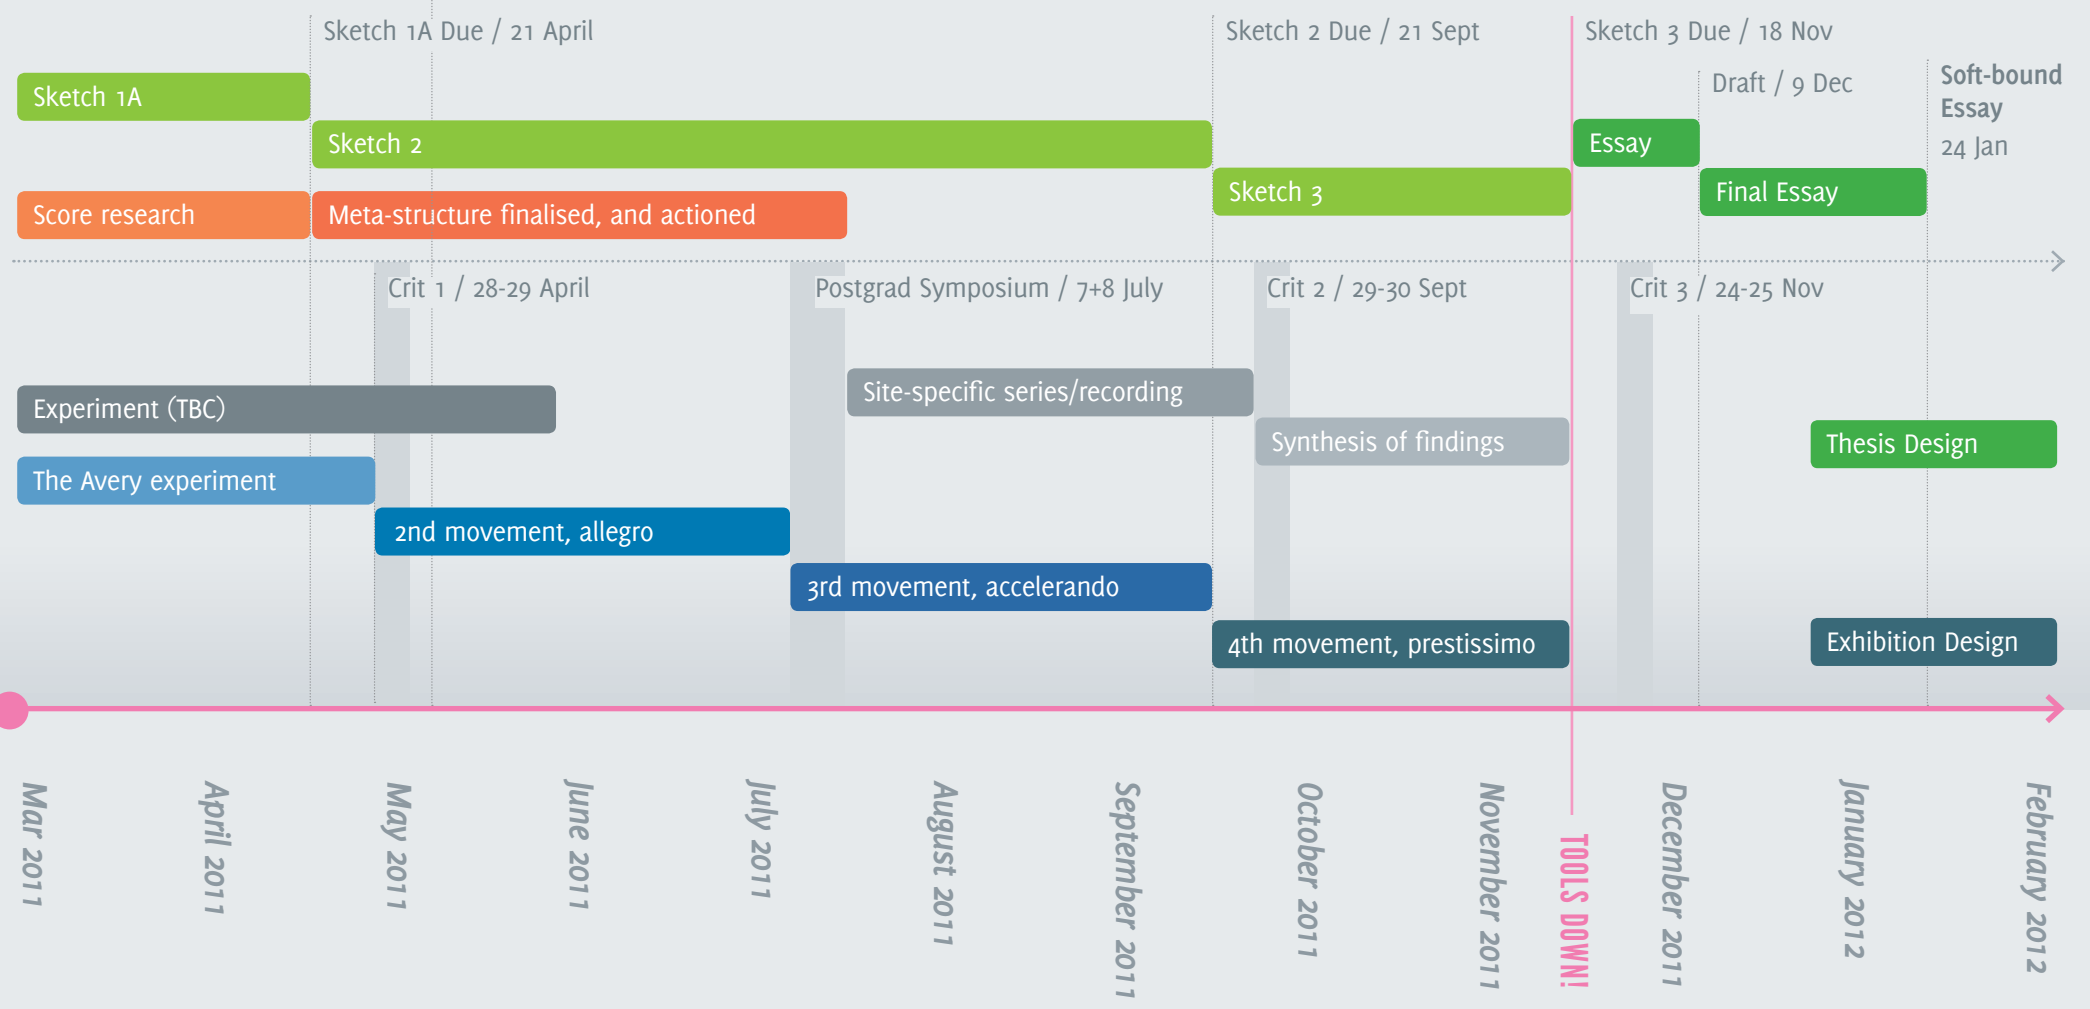 Sketch 1A Due / 21 April
Sketch 2 Due / 21 Sept
Sketch 3 Due / 18 Nov
Draft / 9 Dec
Soft-bound
Essay
24 Jan
Sketch 1A
Sketch 2
Essay
Sketch 3
Final Essay
Score research
Meta-structure finalised, and actioned
Crit 1 / 28-29 April
Postgrad Symposium / 7+8 July
Crit 2 / 29-30 Sept
Crit 3 / 24-25 Nov
Site-specific series/recording
Experiment (TBC)
Synthesis of findings
Thesis Design
The Avery experiment
2nd movement, allegro
3rd movement, accelerando
4th movement, prestissimo
Exhibition Design
Mar 2011
April 2011
May 2011
June 2011
July 2011
August 2011
September 2011
October 2011
November 2011
TOOLS DOWN!
December 2011
January 2012
February 2012